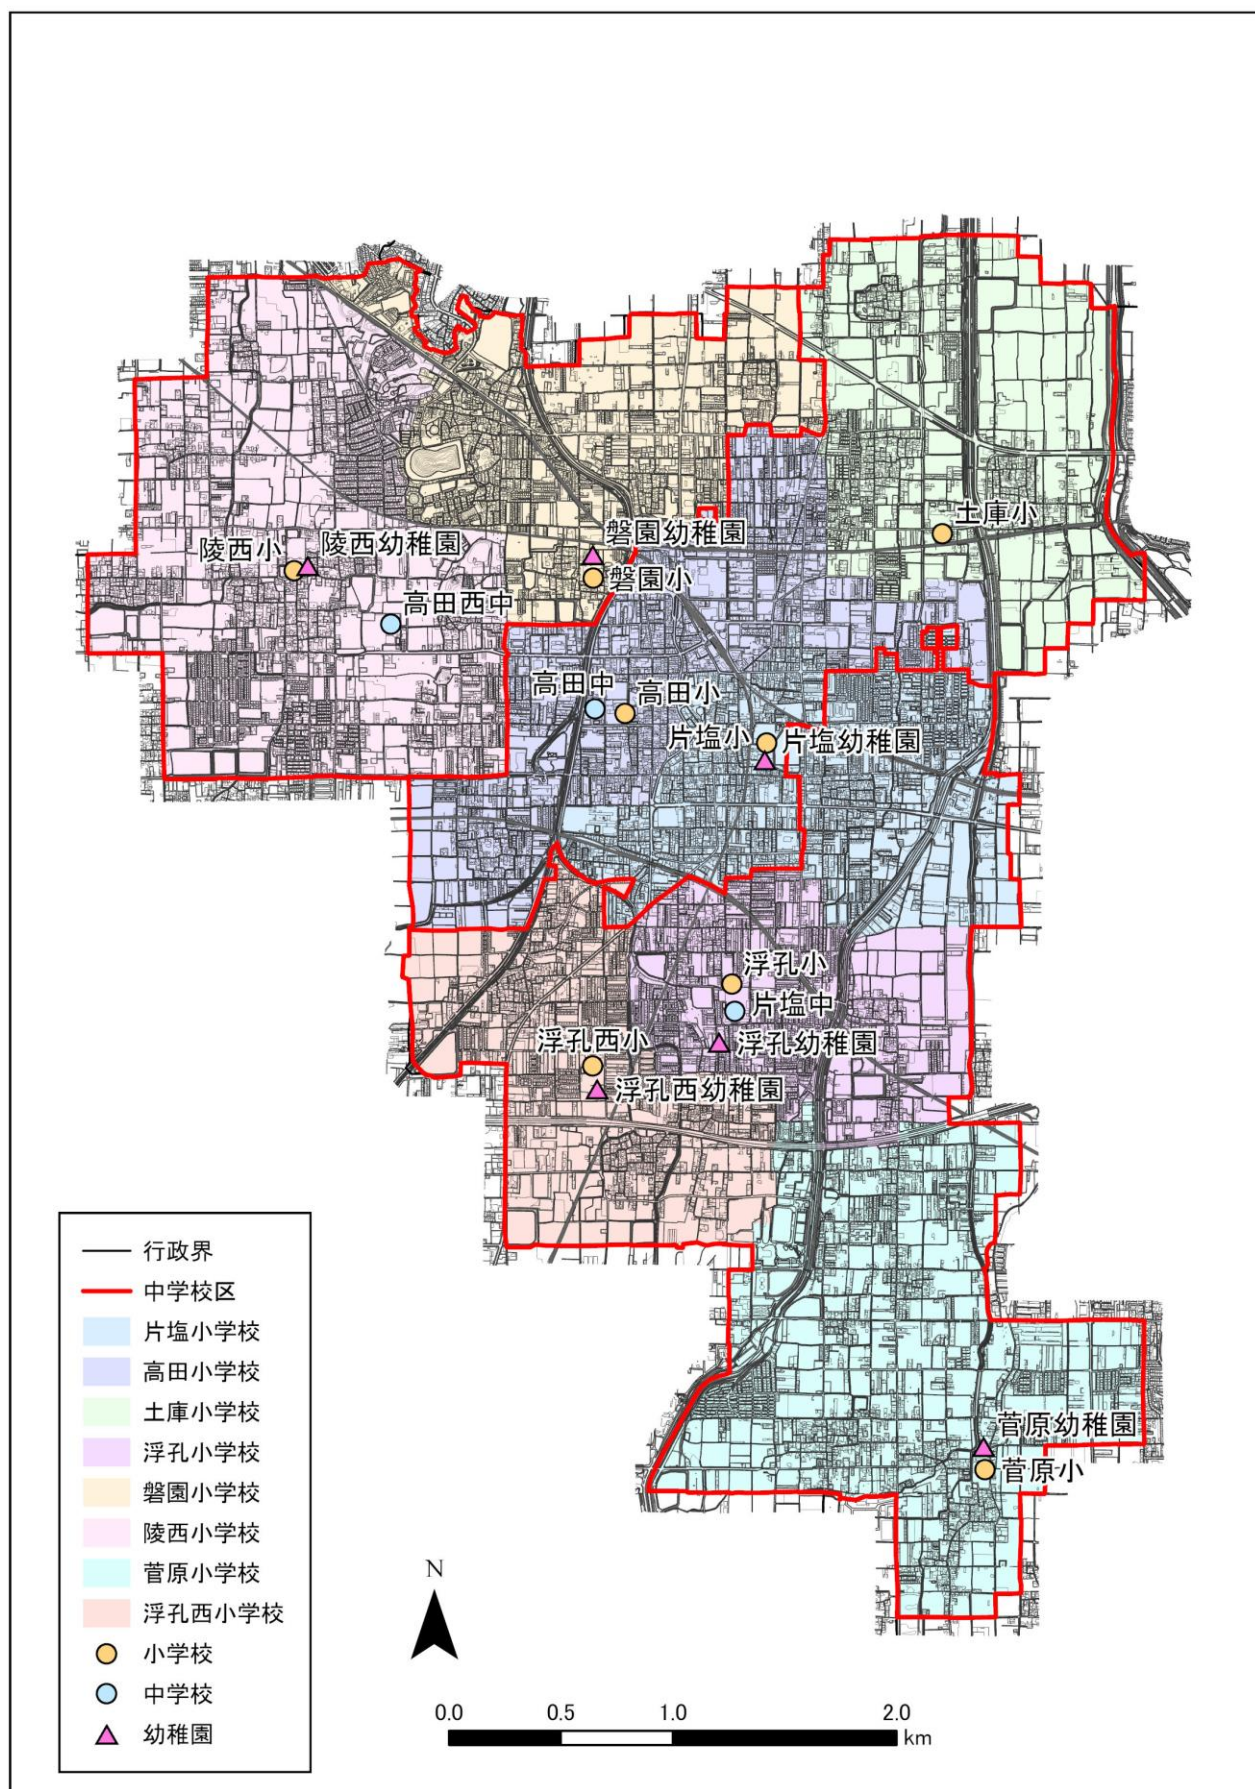 土庫小
磐園幼稚園
陵西幼稚園
陵西小
磐園小
高田西中
高田中
高田小
片塩小
片塩幼稚園
浮孔小
片塩中
浮孔幼稚園
浮孔西小
浮孔西幼稚園
菅原幼稚園
菅原小
行政界
中学校区
片塩小学校
高田小学校
土庫小学校
浮孔小学校
磐園小学校
陵西小学校
菅原小学校
浮孔西小学校
小学校
中学校
幼稚園
N
0.0 0.5 1.0 2.0
km